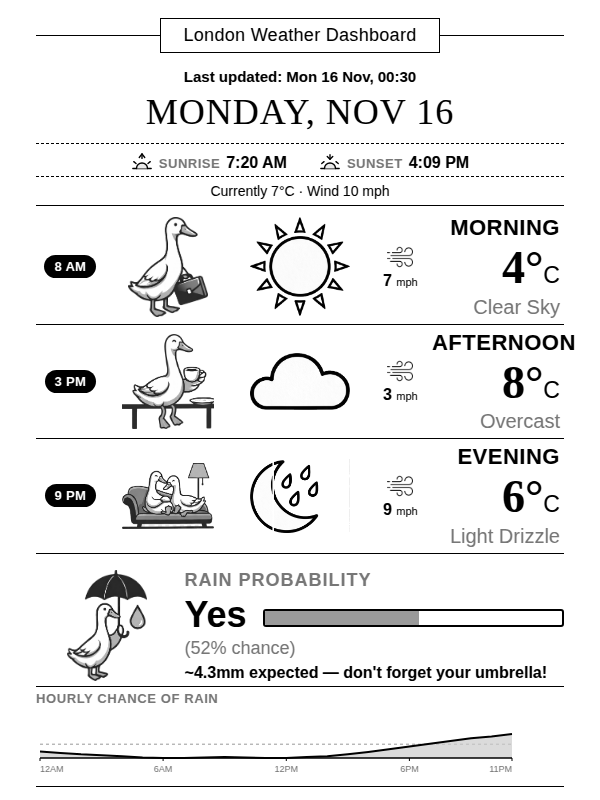 London Weather Dashboard
Last updated: Mon 16 Nov, 00:30
MONDAY, NOV 16
SUNRISE 7:20 AM SUNSET 4:09 PM
Currently 7°C · Wind 10 mph
MORNING
8 AM
4°C
7 mph
Clear Sky
AFTERNOON
3 PM
8°C
3 mph
Overcast
EVENING
9 PM
6°C
9 mph
Light Drizzle
RAIN PROBABILITY
Yes
(52% chance)
~4.3mm expected — don't forget your umbrella!
HOURLY CHANCE OF RAIN
12AM 6AM 12PM 6PM 11PM